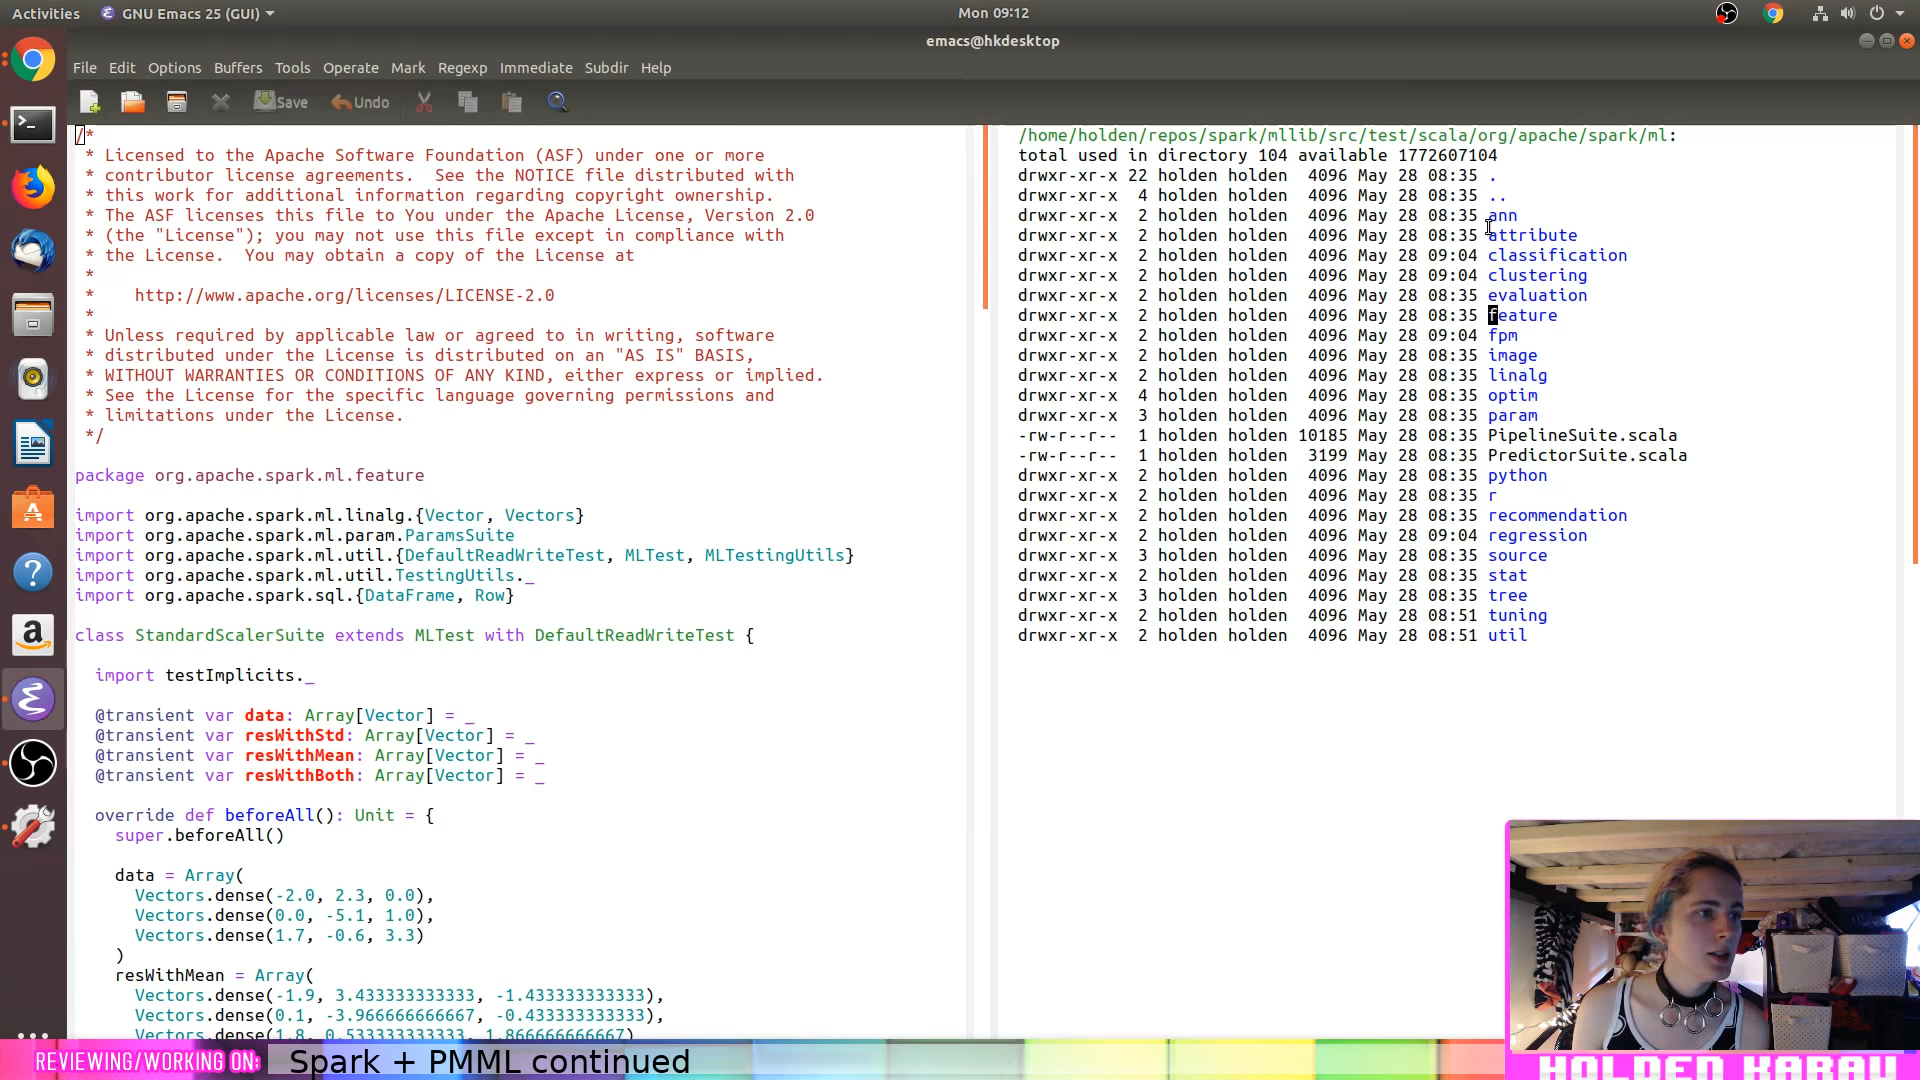 Activities GNU Emacs 25 (GUI) Mon 09:12
emacs@hkdesktop
File Edit Options Buffers Tools Operate Mark Regexp Immediate Subdir Help
Save Undo
/*
 * Licensed to the Apache Software Foundation (ASF) under one or more
 * contributor license agreements.  See the NOTICE file distributed with
 * this work for additional information regarding copyright ownership.
 * The ASF licenses this file to You under the Apache License, Version 2.0
 * (the "License"); you may not use this file except in compliance with
 * the License.  You may obtain a copy of the License at
 *
 *    http://www.apache.org/licenses/LICENSE-2.0
 *
 * Unless required by applicable law or agreed to in writing, software
 * distributed under the License is distributed on an "AS IS" BASIS,
 * WITHOUT WARRANTIES OR CONDITIONS OF ANY KIND, either express or implied.
 * See the License for the specific language governing permissions and
 * limitations under the License.
 */
package org.apache.spark.ml.feature
import org.apache.spark.ml.linalg.{Vector, Vectors}
import org.apache.spark.ml.param.ParamsSuite
import org.apache.spark.ml.util.{DefaultReadWriteTest, MLTest, MLTestingUtils}
import org.apache.spark.ml.util.TestingUtils._
import org.apache.spark.sql.{DataFrame, Row}
class StandardScalerSuite extends MLTest with DefaultReadWriteTest {
  import testImplicits._
  @transient var data: Array[Vector] = _
  @transient var resWithStd: Array[Vector] = _
  @transient var resWithMean: Array[Vector] = _
  @transient var resWithBoth: Array[Vector] = _
  override def beforeAll(): Unit = {
    super.beforeAll()
    data = Array(
      Vectors.dense(-2.0, 2.3, 0.0),
      Vectors.dense(0.0, -5.1, 1.0),
      Vectors.dense(1.7, -0.6, 3.3)
    )
    resWithMean = Array(
      Vectors.dense(-1.9, 3.433333333333, -1.433333333333),
      Vectors.dense(0.1, -3.966666666667, -0.433333333333),
      Vectors.dense(1.8, 0.533333333333, 1.866666666667)
/home/holden/repos/spark/mllib/src/test/scala/org/apache/spark/ml:
total used in directory 104 available 1772607104
drwxr-xr-x 22 holden holden  4096 May 28 08:35 .
drwxr-xr-x  4 holden holden  4096 May 28 08:35 ..
drwxr-xr-x  2 holden holden  4096 May 28 08:35 ann
drwxr-xr-x  2 holden holden  4096 May 28 08:35 attribute
drwxr-xr-x  2 holden holden  4096 May 28 09:04 classification
drwxr-xr-x  2 holden holden  4096 May 28 09:04 clustering
drwxr-xr-x  2 holden holden  4096 May 28 08:35 evaluation
drwxr-xr-x  2 holden holden  4096 May 28 08:35 feature
drwxr-xr-x  2 holden holden  4096 May 28 09:04 fpm
drwxr-xr-x  2 holden holden  4096 May 28 08:35 image
drwxr-xr-x  2 holden holden  4096 May 28 08:35 linalg
drwxr-xr-x  4 holden holden  4096 May 28 08:35 optim
drwxr-xr-x  3 holden holden  4096 May 28 08:35 param
-rw-r--r--  1 holden holden 10185 May 28 08:35 PipelineSuite.scala
-rw-r--r--  1 holden holden  3199 May 28 08:35 PredictorSuite.scala
drwxr-xr-x  2 holden holden  4096 May 28 08:35 python
drwxr-xr-x  2 holden holden  4096 May 28 08:35 r
drwxr-xr-x  2 holden holden  4096 May 28 08:35 recommendation
drwxr-xr-x  2 holden holden  4096 May 28 09:04 regression
drwxr-xr-x  3 holden holden  4096 May 28 08:35 source
drwxr-xr-x  2 holden holden  4096 May 28 08:35 stat
drwxr-xr-x  3 holden holden  4096 May 28 08:35 tree
drwxr-xr-x  2 holden holden  4096 May 28 08:51 tuning
drwxr-xr-x  2 holden holden  4096 May 28 08:51 util
REVIEWING/WORKING ON: Spark + PMML continued
HOLDEN KARAU